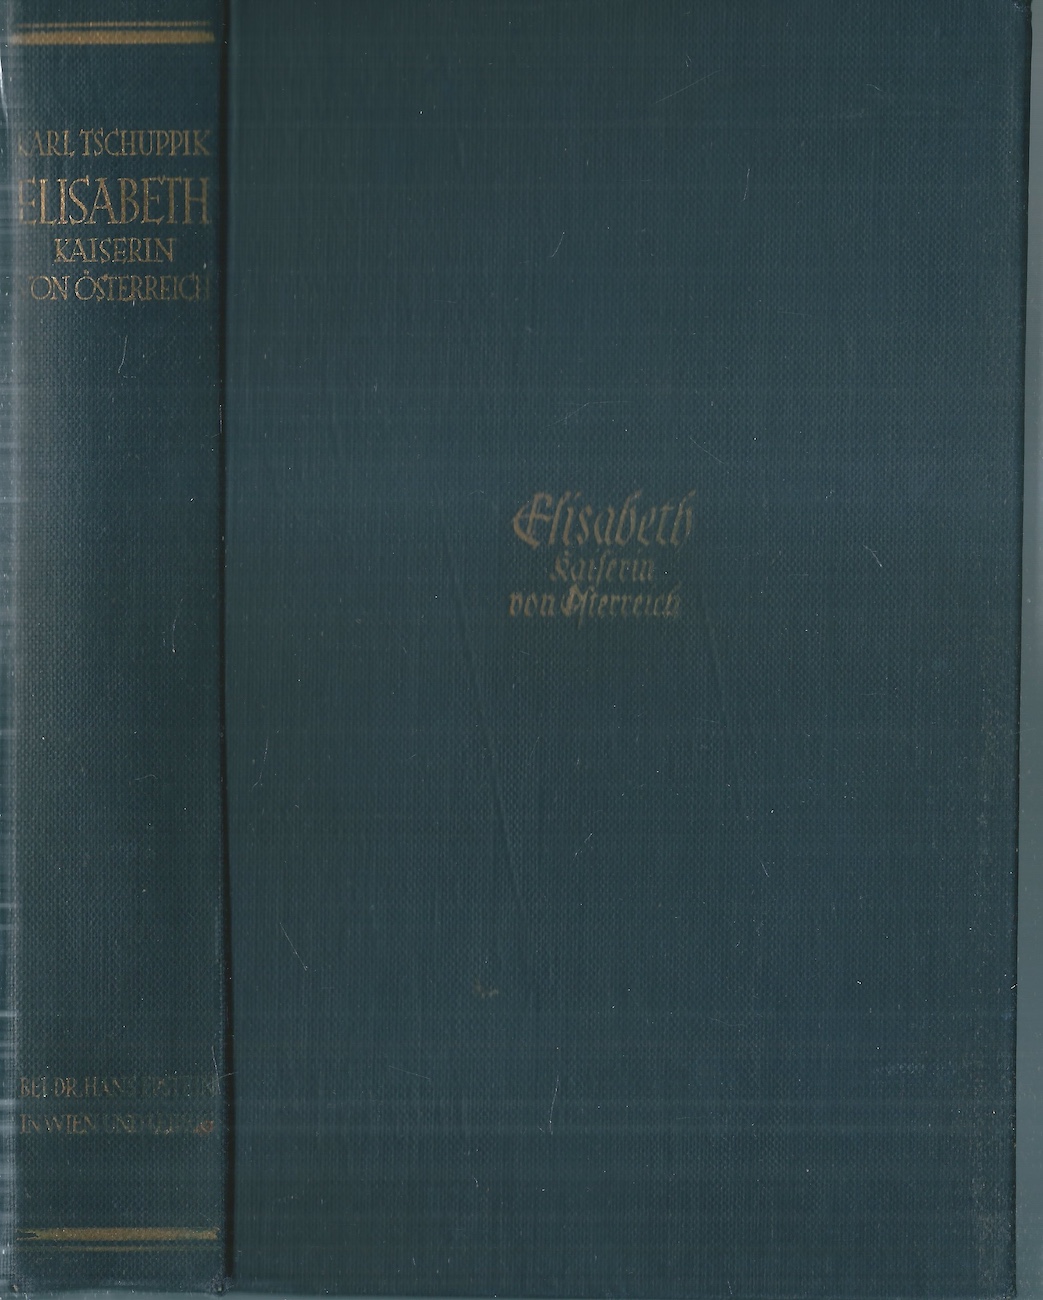 KARL TSCHUPPIK
ELISABETH
KAISERIN
VON ÖSTERREICH
BEI DR. HANS EPSTEIN
IN WIEN UND LEIPZIG
Elisabeth
Kaiſerin
von Öſterreich